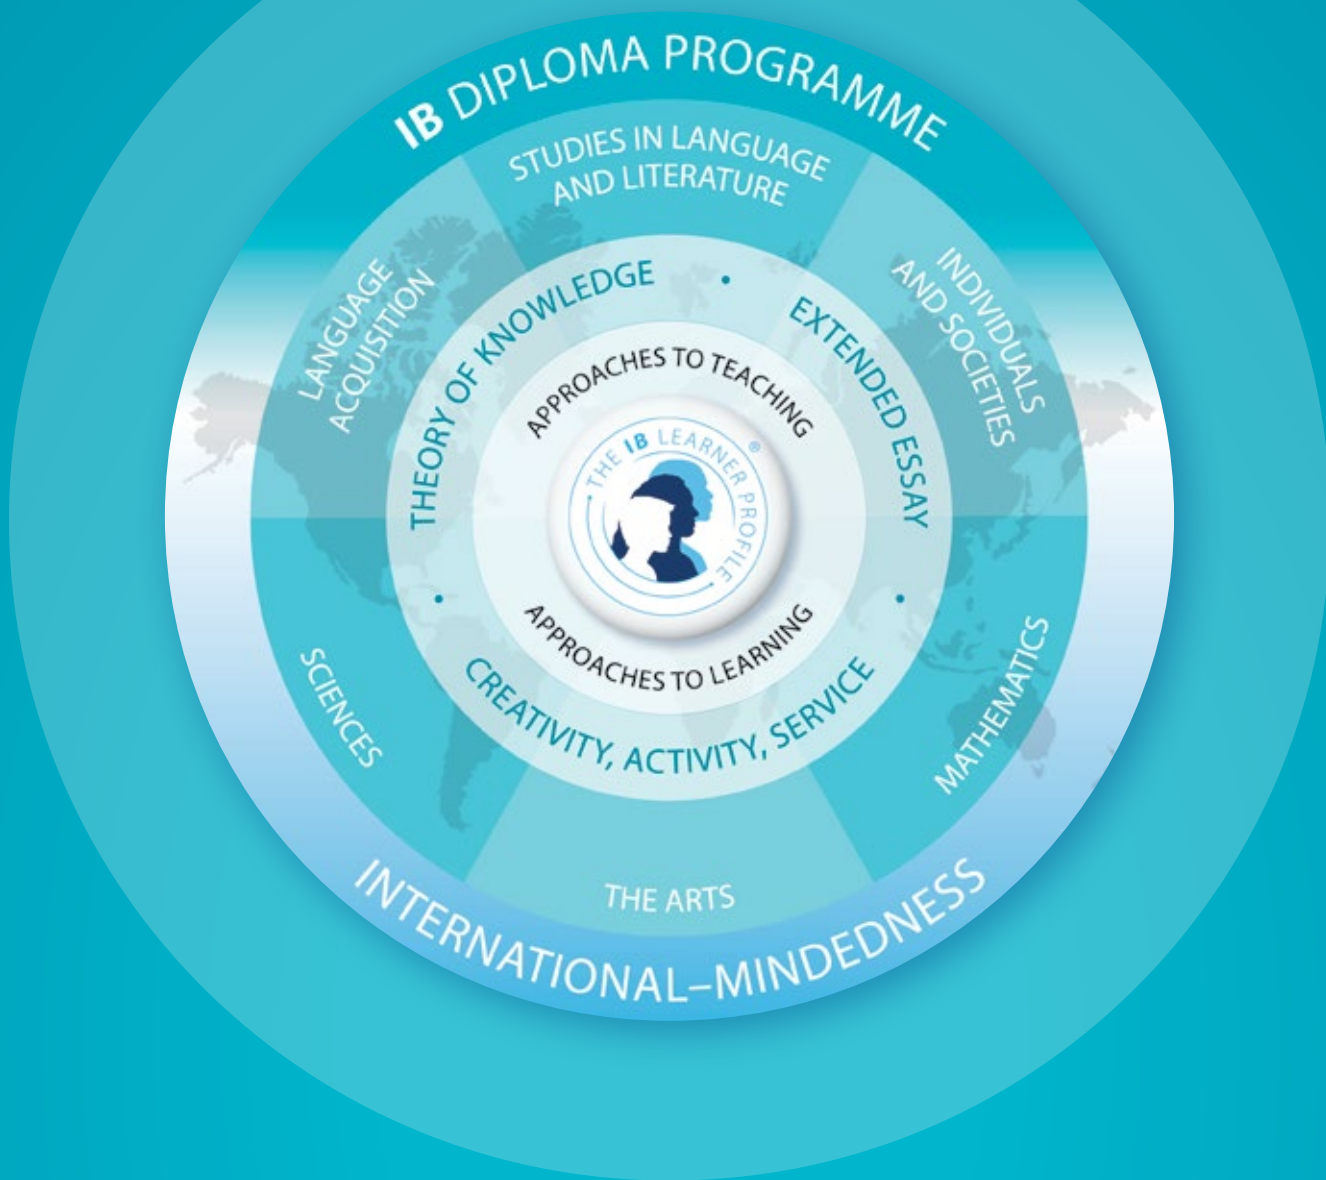 IB DIPLOMA PROGRAMME
STUDIES IN LANGUAGE
AND LITERATURE
LANGUAGE
ACQUISITION
INDIVIDUALS
AND SOCIETIES
THEORY OF KNOWLEDGE
EXTENDED ESSAY
APPROACHES TO TEACHING
THE IB LEARNER PROFILE
®
APPROACHES TO LEARNING
CREATIVITY, ACTIVITY, SERVICE
SCIENCES
MATHEMATICS
THE ARTS
INTERNATIONAL–MINDEDNESS